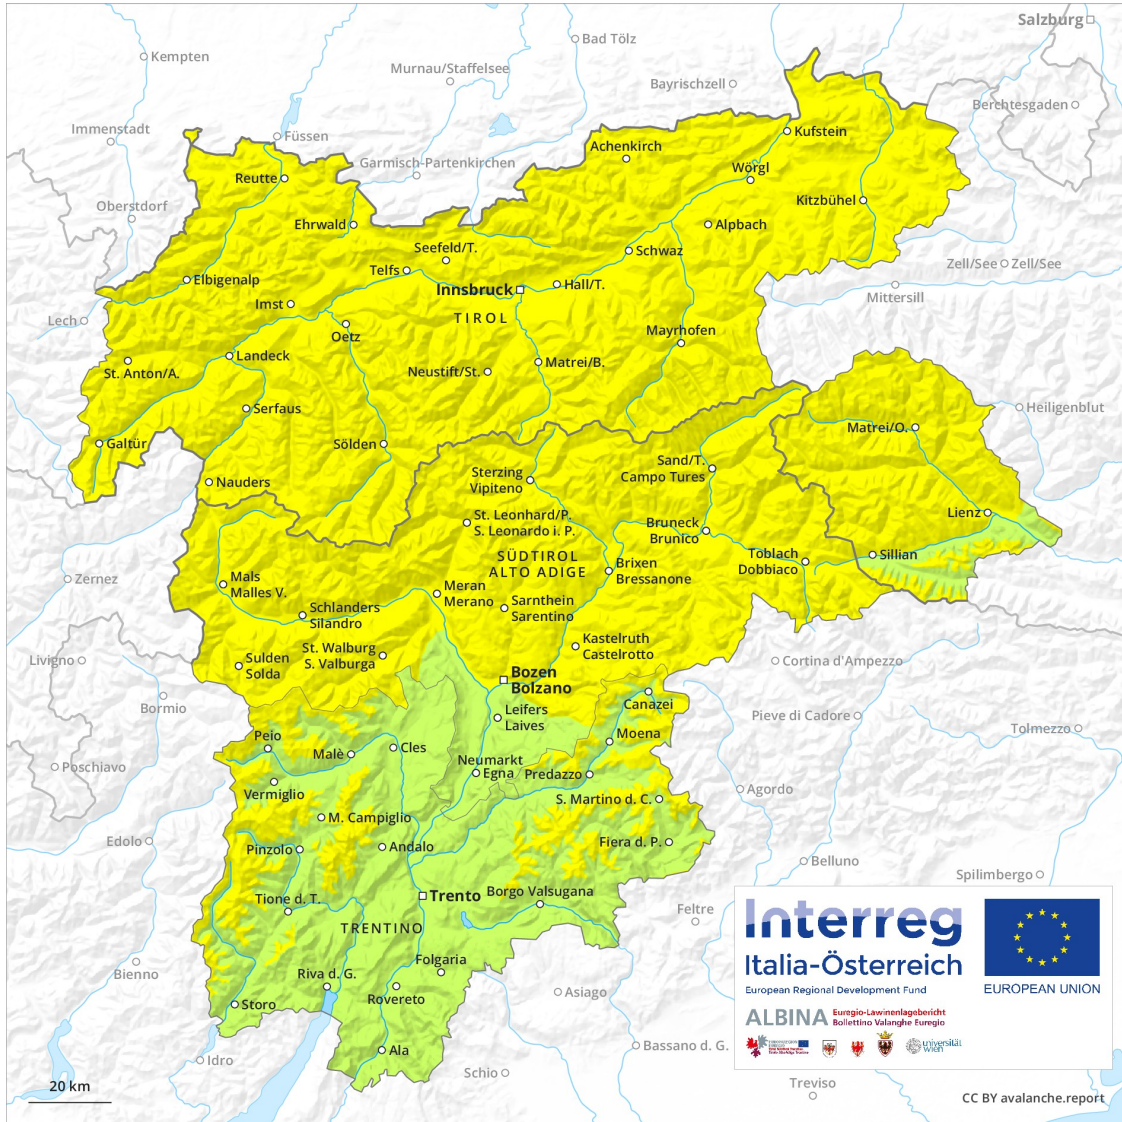 Salzburg
Bad Tölz
Kempten
Murnau/Staffelsee
Bayrischzell
Berchtesgaden
Immenstadt
Füssen
Kufstein
Achenkirch
Garmisch-Partenkirchen
Wörgl
Reutte
Oberstdorf
Kitzbühel
Ehrwald
Alpbach
Seefeld/T.
Schwaz
Zell/See
Zell/See
Telfs
Elbigenalp
Hall/T.
Innsbruck
Mittersill
Imst
TIROL
Lech
Mayrhofen
Oetz
Landeck
Matrei/B.
St. Anton/A.
Neustift/St.
Serfaus
Heiligenblut
Matrei/O.
Galtür
Sölden
Sand/T.
Campo Tures
Sterzing
Vipiteno
Nauders
Lienz
St. Leonhard/P.
S. Leonardo i. P.
Bruneck
Brunico
SÜDTIROL
ALTO ADIGE
Toblach
Dobbiaco
Sillian
Brixen
Bressanone
Zernez
Mals
Malles V.
Meran
Merano
Sarnthein
Sarentino
Schlanders
Silandro
Kastelruth
Castelrotto
St. Walburg
S. Valburga
Livigno
Sulden
Solda
Cortina d'Ampezzo
Bozen
Bolzano
Bormio
Canazei
Leifers
Laives
Pieve di Cadore
Tolmezzo
Moena
Peio
Cles
Malè
Neumarkt
Egna
Predazzo
Poschiavo
Vermiglio
Agordo
S. Martino d. C.
M. Campiglio
Edolo
Pinzolo
Andalo
Fiera d. P.
Belluno
Spilimbergo
Trento
Borgo Valsugana
Tione d. T.
Feltre
TRENTINO
Folgaria
Bienno
Riva d. G.
Rovereto
Asiago
Storo
Ala
Bassano d. G.
Idro
Schio
Treviso
20 km
Interreg
Italia-Österreich
European Regional Development Fund
EUROPEAN UNION
ALBINA
Euregio-Lawinenlagebericht
Bollettino Valanghe Euregio
universität
wien
CC BY avalanche.report